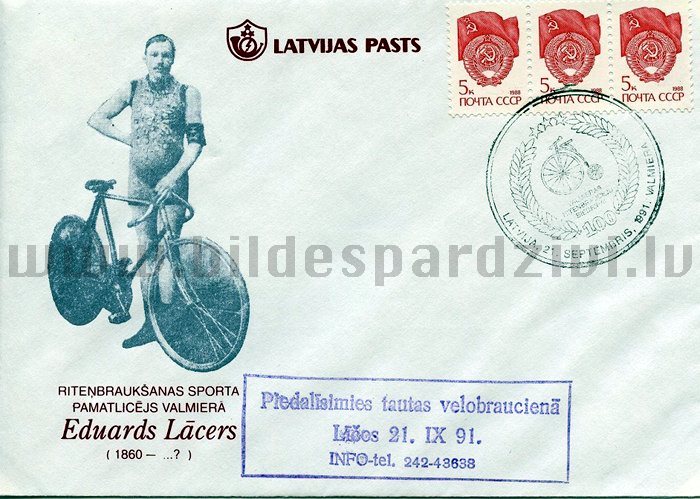 LATVIJAS PASTS
5к 1988
ПОЧТА СССР
5к 1988
ПОЧТА СССР
5к 1988
ПОЧТА СССР
100
LATVIJA, 21. SEPTEMBRIS, 1991. VALMIERA
www.bildespardzivi.lv
RITEŅBRAUKŠANAS SPORTA
PAMATLICĒJS VALMIERĀ
Eduards Lācers
( 1860 – ...? )
Piedalīsimies tautas velobraucienā
21. IX 91.
INFO-tel. 242-43638